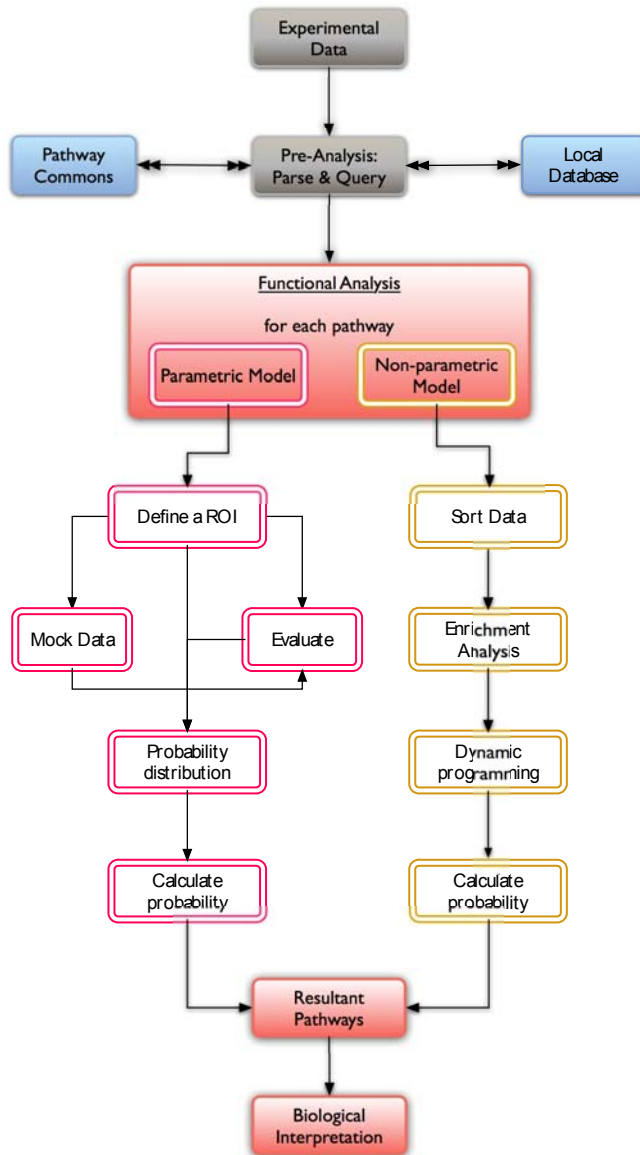 Experimental
Data
Pathway
Commons
Pre-Analysis:
Parse & Query
Local
Database
Functional Analysis
for each pathway
Parametric Model
Non-parametric
Model
Define a ROI
Sort Data
Mock Data
Evaluate
Enrichment
Analysis
Probability
distribution
Dynamic
programming
Calculate
probability
Calculate
probability
Resultant
Pathways
Biological
Interpretation